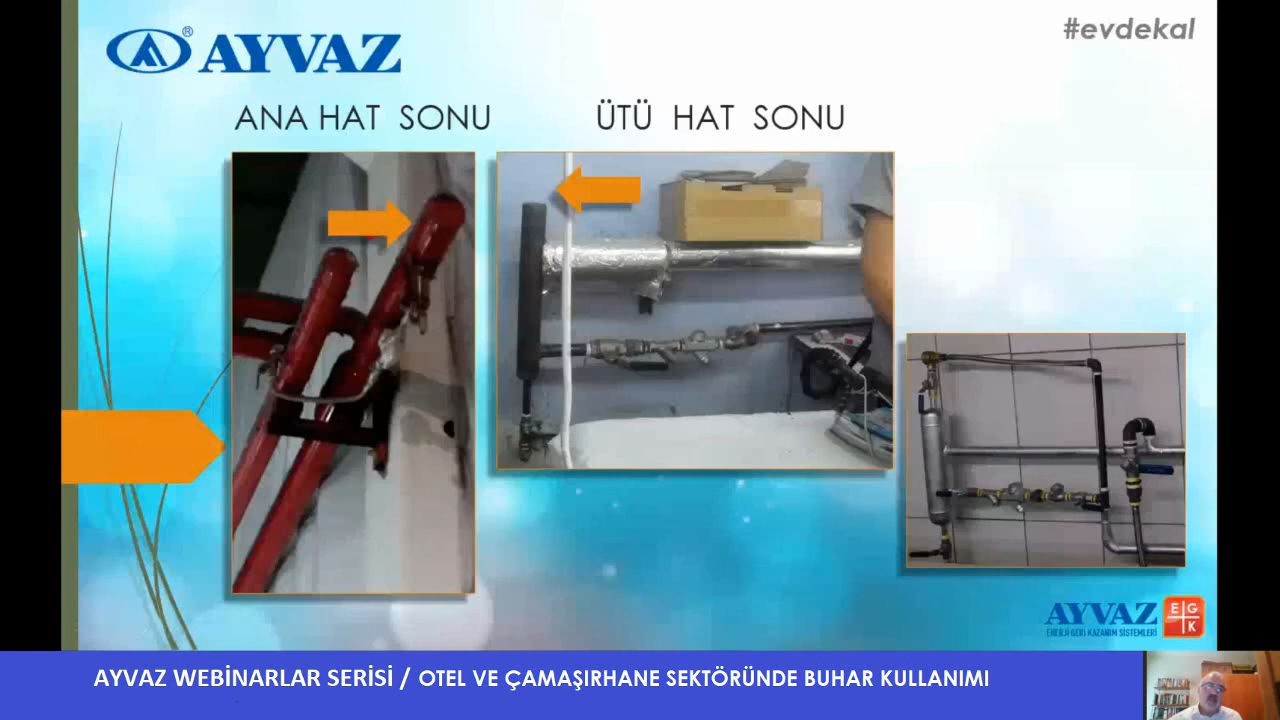 #evdekal
® AYVAZ
ANA HAT SONU
ÜTÜ HAT SONU
AYVAZ
ENERJİ GERİ KAZANIM SİSTEMLERİ
E G
K
AYVAZ WEBİNARLAR SERİSİ / OTEL VE ÇAMAŞIRHANE SEKTÖRÜNDE BUHAR KULLANIMI